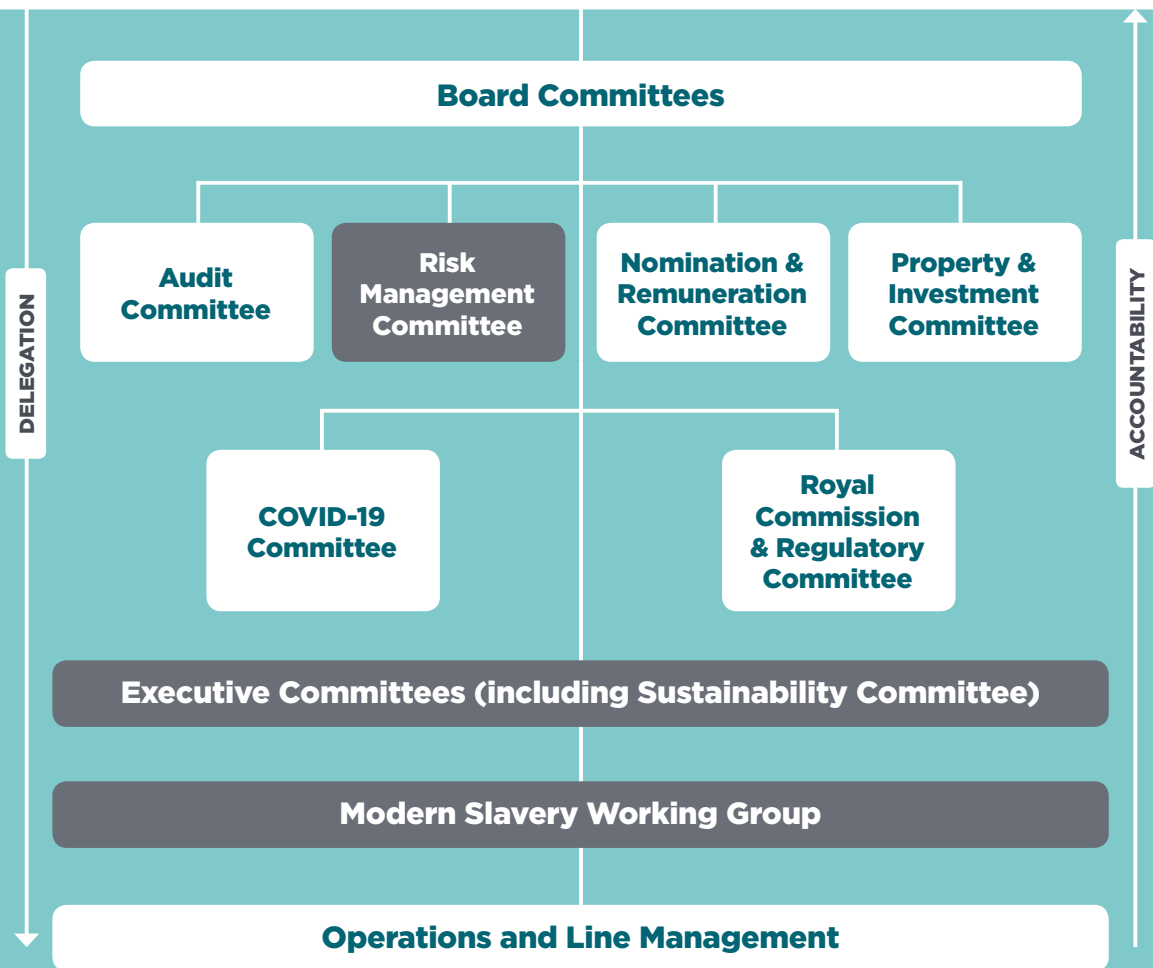 Board Committees
Audit
Committee
Risk
Management
Committee
Nomination &
Remuneration
Committee
Property &
Investment
Committee
DELEGATION
ACCOUNTABILITY
COVID-19
Committee
Royal
Commission
& Regulatory
Committee
Executive Committees (including Sustainability Committee)
Modern Slavery Working Group
Operations and Line Management